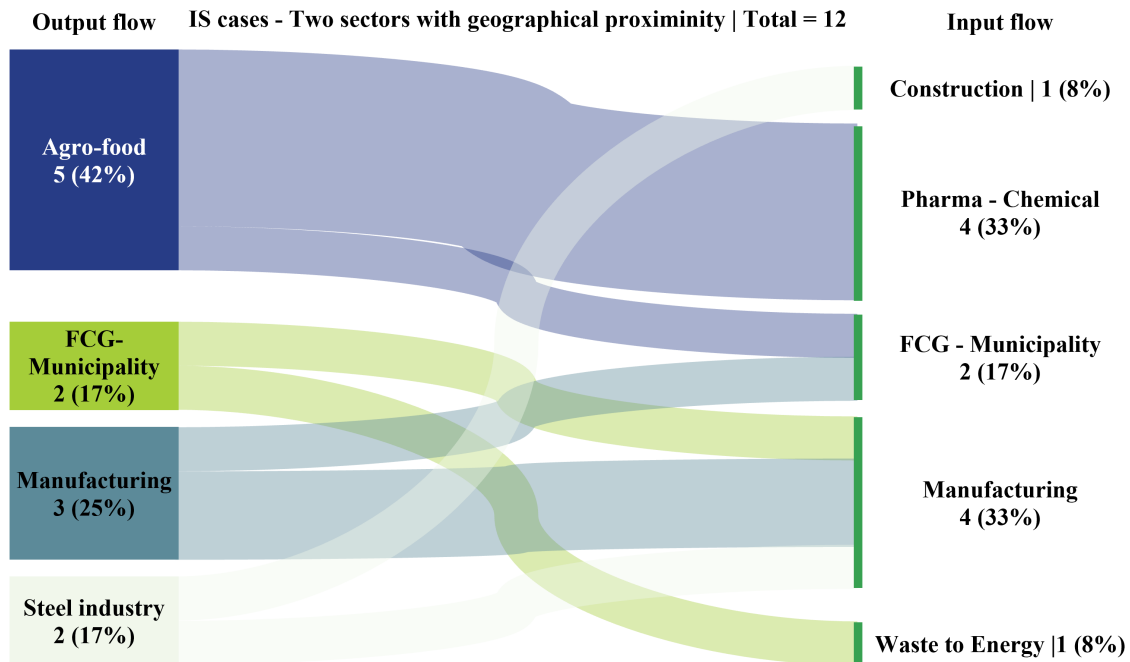 Output flow
IS cases - Two sectors with geographical proximinity | Total = 12
Input flow
Agro-food
5 (42%)
FCG-
Municipality
2 (17%)
Manufacturing
3 (25%)
Steel industry
2 (17%)
Construction | 1 (8%)
Pharma - Chemical
4 (33%)
FCG - Municipality
2 (17%)
Manufacturing
4 (33%)
Waste to Energy |1 (8%)